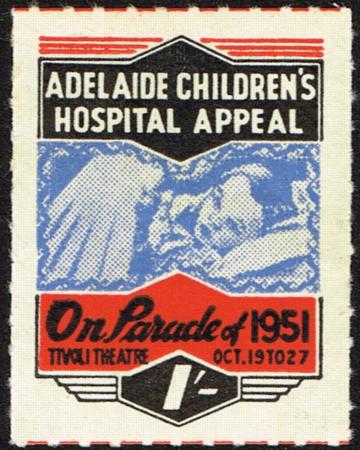 ADELAIDE CHILDREN'S
HOSPITAL APPEAL
On Parade of 1951
TIVOLI THEATRE OCT. 19 TO 27
1/-